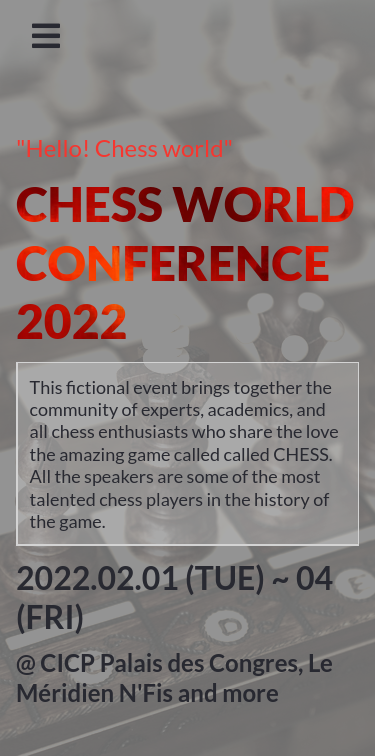 "Hello! Chess world"
CHESS WORLD
CONFERENCE
2022
This fictional event brings together the
community of experts, academics, and
all chess enthusiasts who share the love
the amazing game called called CHESS.
All the speakers are some of the most
talented chess players in the history of
the game.
2022.02.01 (TUE) ~ 04
(FRI)
@ CICP Palais des Congres, Le
Méridien N'Fis and more
E
D